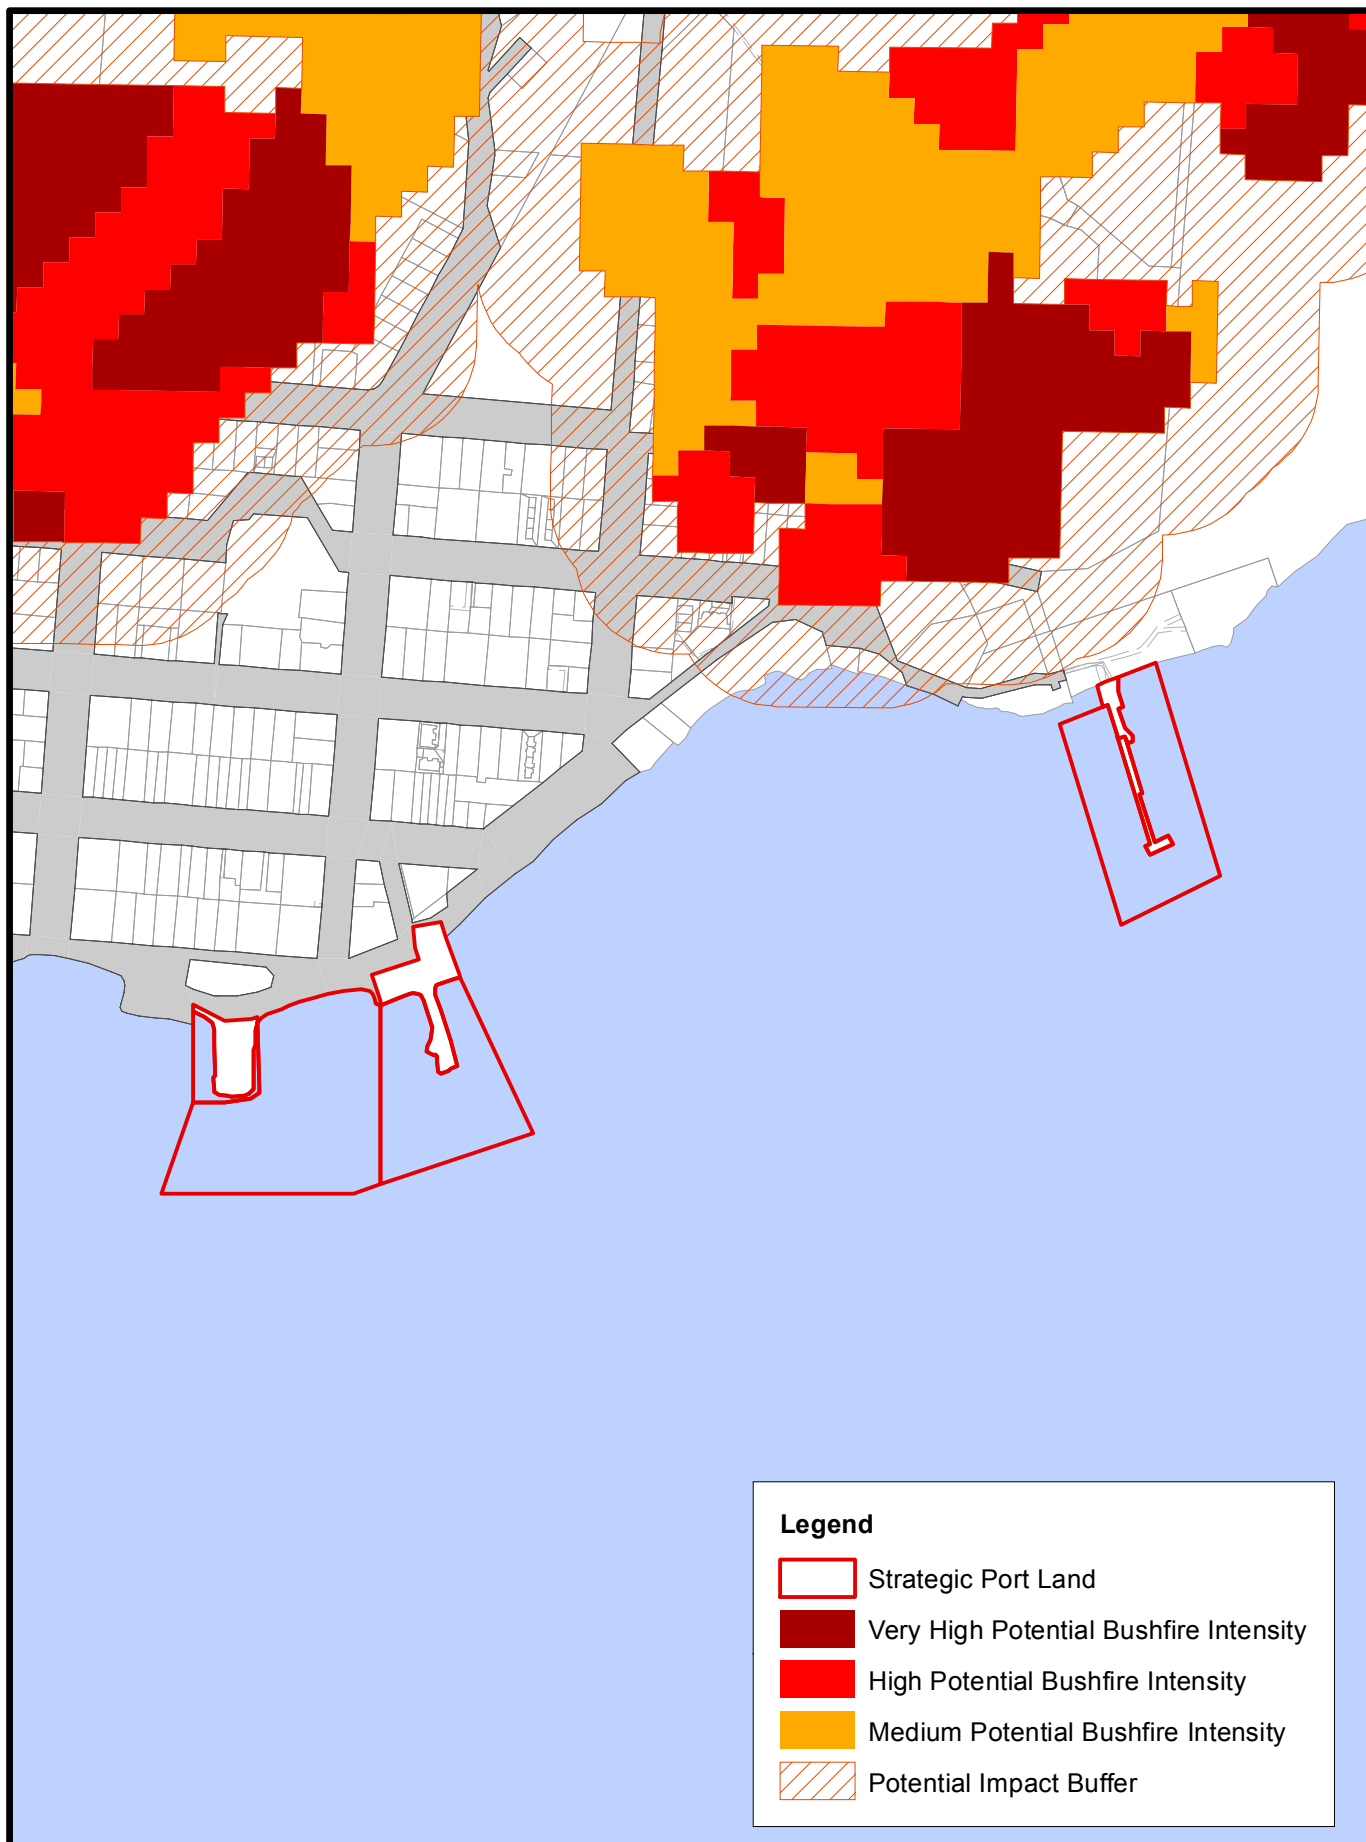 Legend
Strategic Port Land
Very High Potential Bushfire Intensity
High Potential Bushfire Intensity
Medium Potential Bushfire Intensity
Potential Impact Buffer